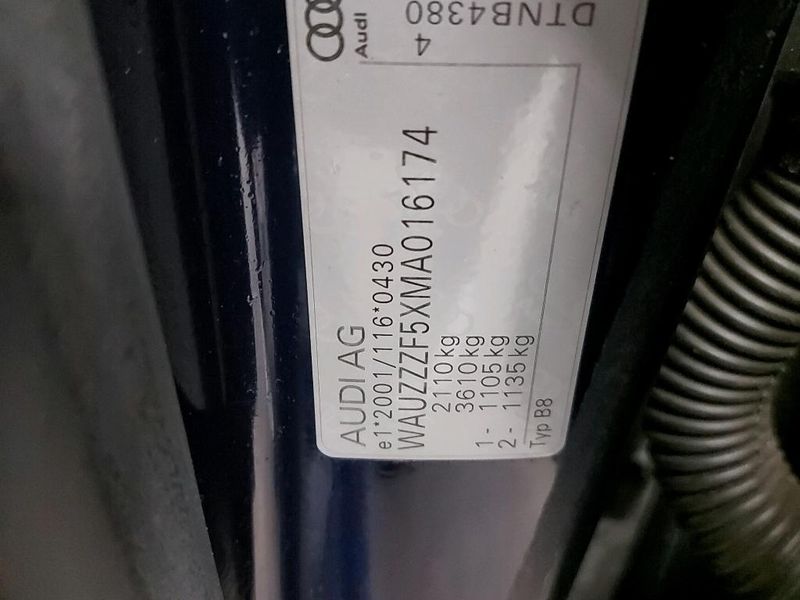 AUDI AG
e1*2001/116*0430
WAUZZZF5XMA016174
2110kg
3610kg
1- 1105kg
2- 1135kg
Typ B8
Audi
DTNB4380
4